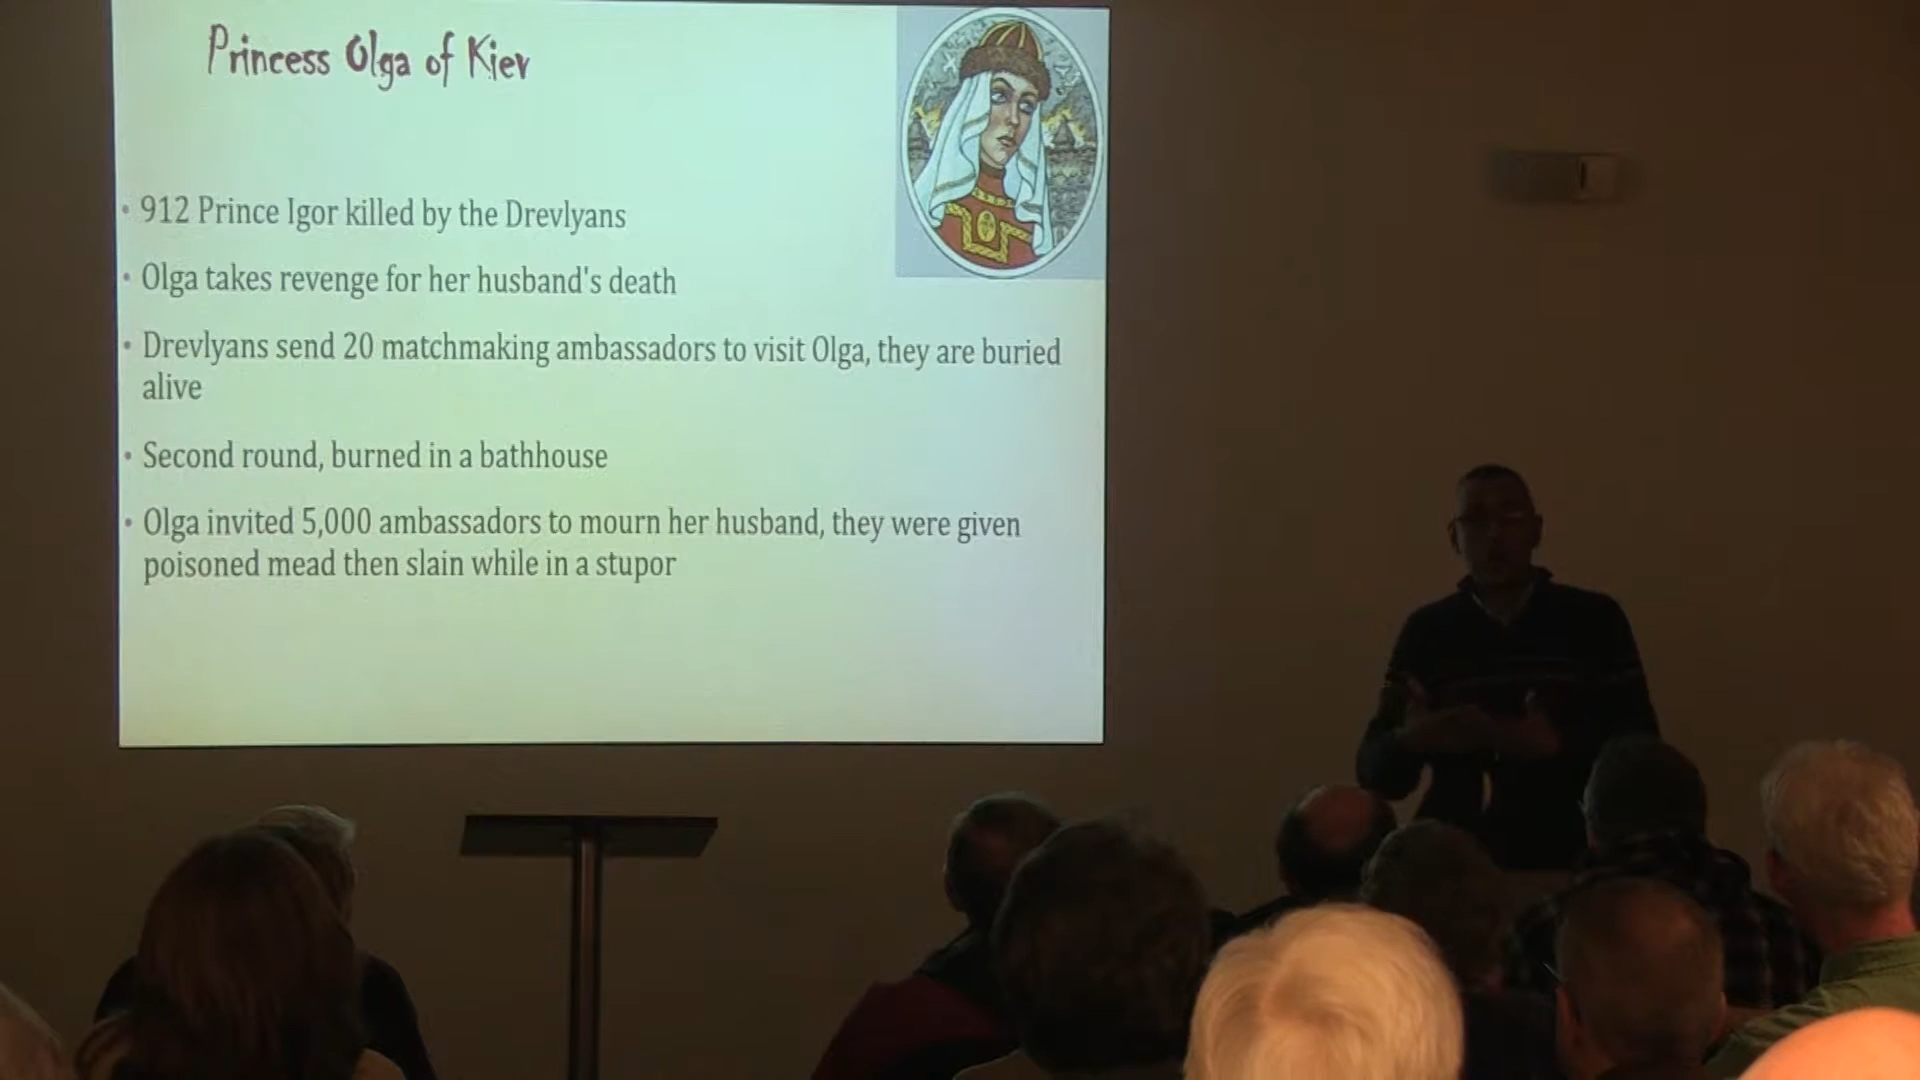 Princess Olga of Kiev
• 912 Prince Igor killed by the Drevlyans
• Olga takes revenge for her husband's death
• Drevlyans send 20 matchmaking ambassadors to visit Olga, they are buried
alive
• Second round, burned in a bathhouse
• Olga invited 5,000 ambassadors to mourn her husband, they were given
poisoned mead then slain while in a stupor